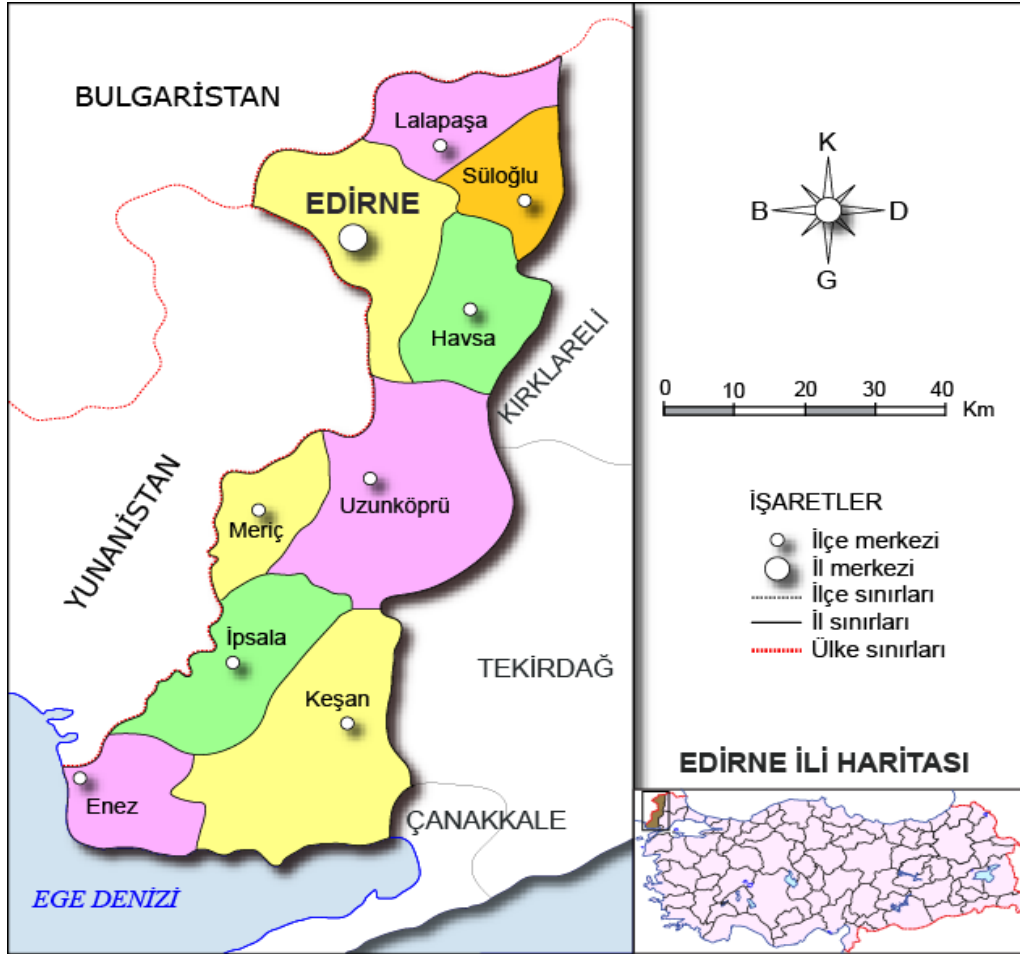 BULGARİSTAN
Lalapaşa
Süloğlu
EDİRNE
Havsa
KIRKLARELİ
YUNANİSTAN
Uzunköprü
Meriç
İpsala
TEKİRDAĞ
Keşan
Enez
ÇANAKKALE
EGE DENİZİ
K
B D
G
0 10 20 30 40
Km
İŞARETLER
İlçe merkezi
İl merkezi
İlçe sınırları
İl sınırları
Ülke sınırları
EDİRNE İLİ HARİTASI